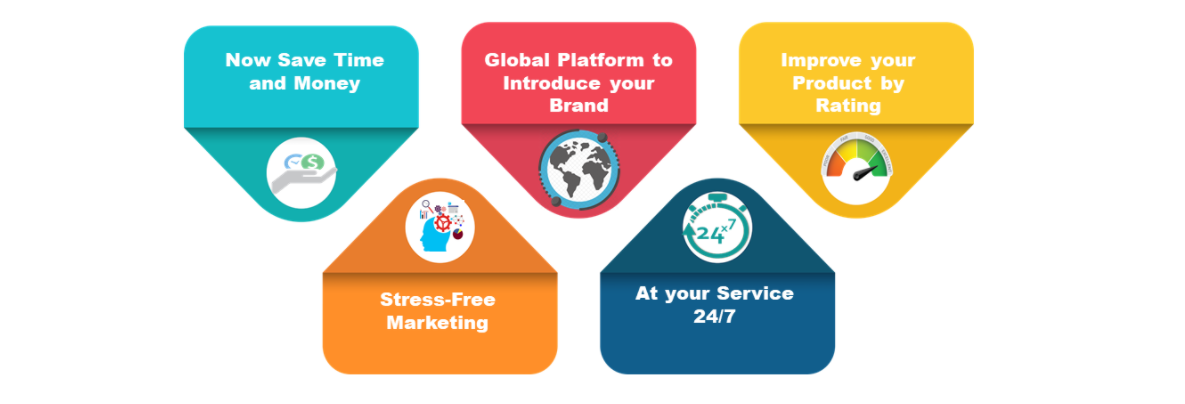 Now Save Time
and Money
Global Platform to
Introduce your
Brand
Improve your
Product by
Rating
$
24x7
Stress-Free
Marketing
At your Service
24/7